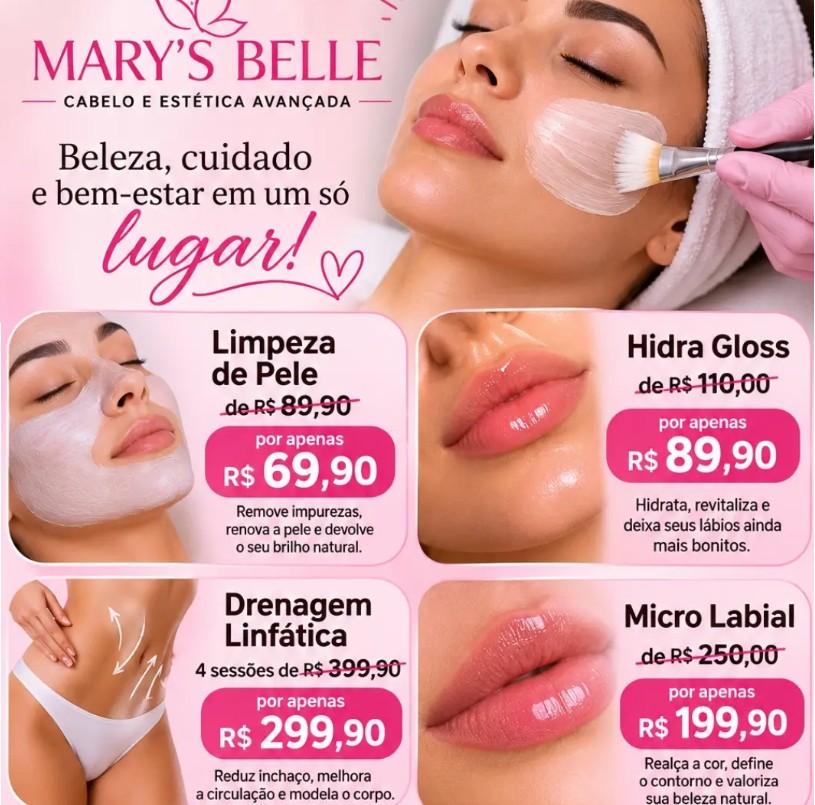 MARY'S BELLE
CABELO E ESTÉTICA AVANÇADA
Beleza, cuidado
e bem-estar em um só
lugar!
Limpeza
de Pele
de R$ 89,90
por apenas
R$ 69,90
Remove impurezas,
renova a pele e devolve
o seu brilho natural.
Hidra Gloss
de R$ 110,00
por apenas
R$ 89,90
Hidrata, revitaliza e
deixa seus lábios ainda
mais bonitos.
Drenagem
Linfática
4 sessões de R$ 399,90
por apenas
R$ 299,90
Reduz inchaço, melhora
a circulação e modela o corpo.
Micro Labial
de R$ 250,00
por apenas
R$ 199,90
Realça a cor, define
o contorno e valoriza
sua beleza natural.